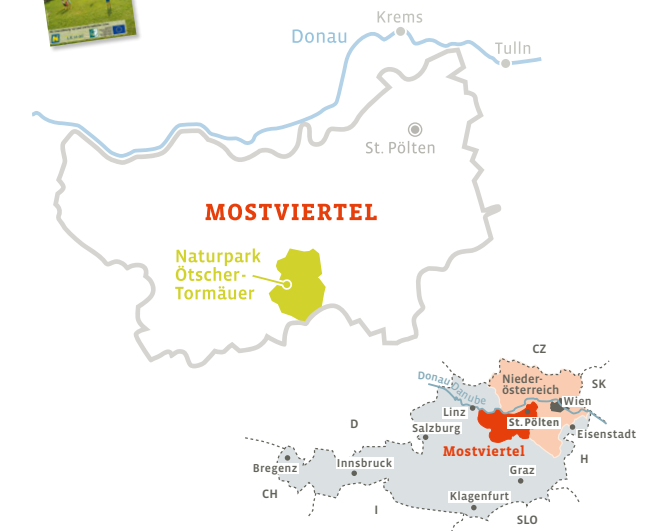 Krems
Donau
Tulln
St. Pölten
MOSTVIERTEL
Naturpark
Ötscher-
Tormäuer
CZ
Donau Danube
Nieder-
österreich
SK
Wien
Linz
St. Pölten
Salzburg
Eisenstadt
D
Mostviertel
H
Bregenz
Innsbruck
Graz
CH
Klagenfurt
I
SLO